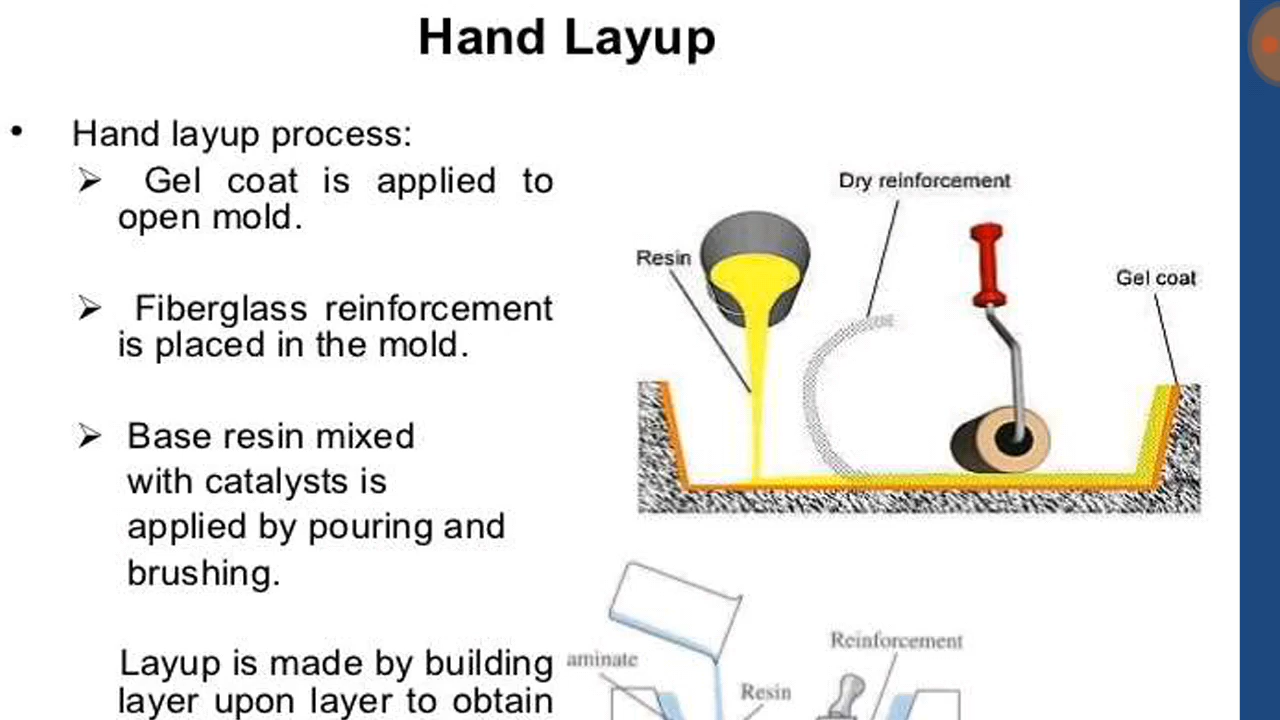 Hand Layup
• Hand layup process:
➢ Gel coat is applied to
open mold.
➢ Fiberglass reinforcement
is placed in the mold.
➢ Base resin mixed
with catalysts is
applied by pouring and
brushing.
Layup is made by building
layer upon layer to obtain
Dry reinforcement
Resin
Gel coat
Reinforcement
aminate
Resin